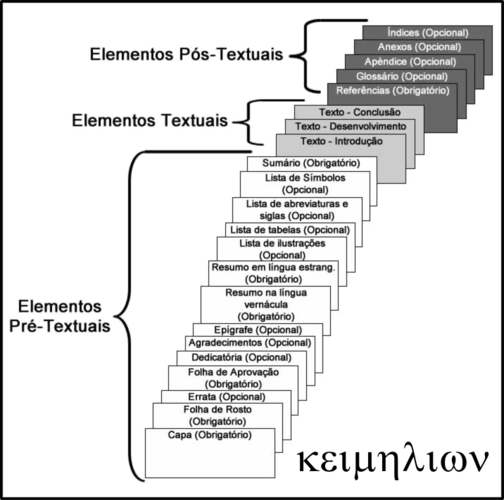 Elementos Pós-Textuais
Índices (Opcional)
Anexos (Opcional)
Apêndice (Opcional)
Glossário (Opcional)
Referências (Obrigatório)
Elementos Textuais
Texto - Conclusão
Texto - Desenvolvimento
Texto - Introdução
Elementos
Pré-Textuais
Sumário (Obrigatório)
Lista de Símbolos
(Opcional)
Lista de abreviaturas e
siglas (Opcional)
Lista de tabelas (Opcional)
Lista de ilustrações
(Opcional)
Resumo em língua estrang.
(Obrigatório)
Resumo na língua
vernácula
(Obrigatório)
Epígrafe (Opcional)
Agradecimentos (Opcional)
Dedicatória (Opcional)
Folha de Aprovação
(Obrigatório)
Errata (Opcional)
Folha de Rosto
(Obrigatório)
Capa (Obrigatório)
κειμηλιων